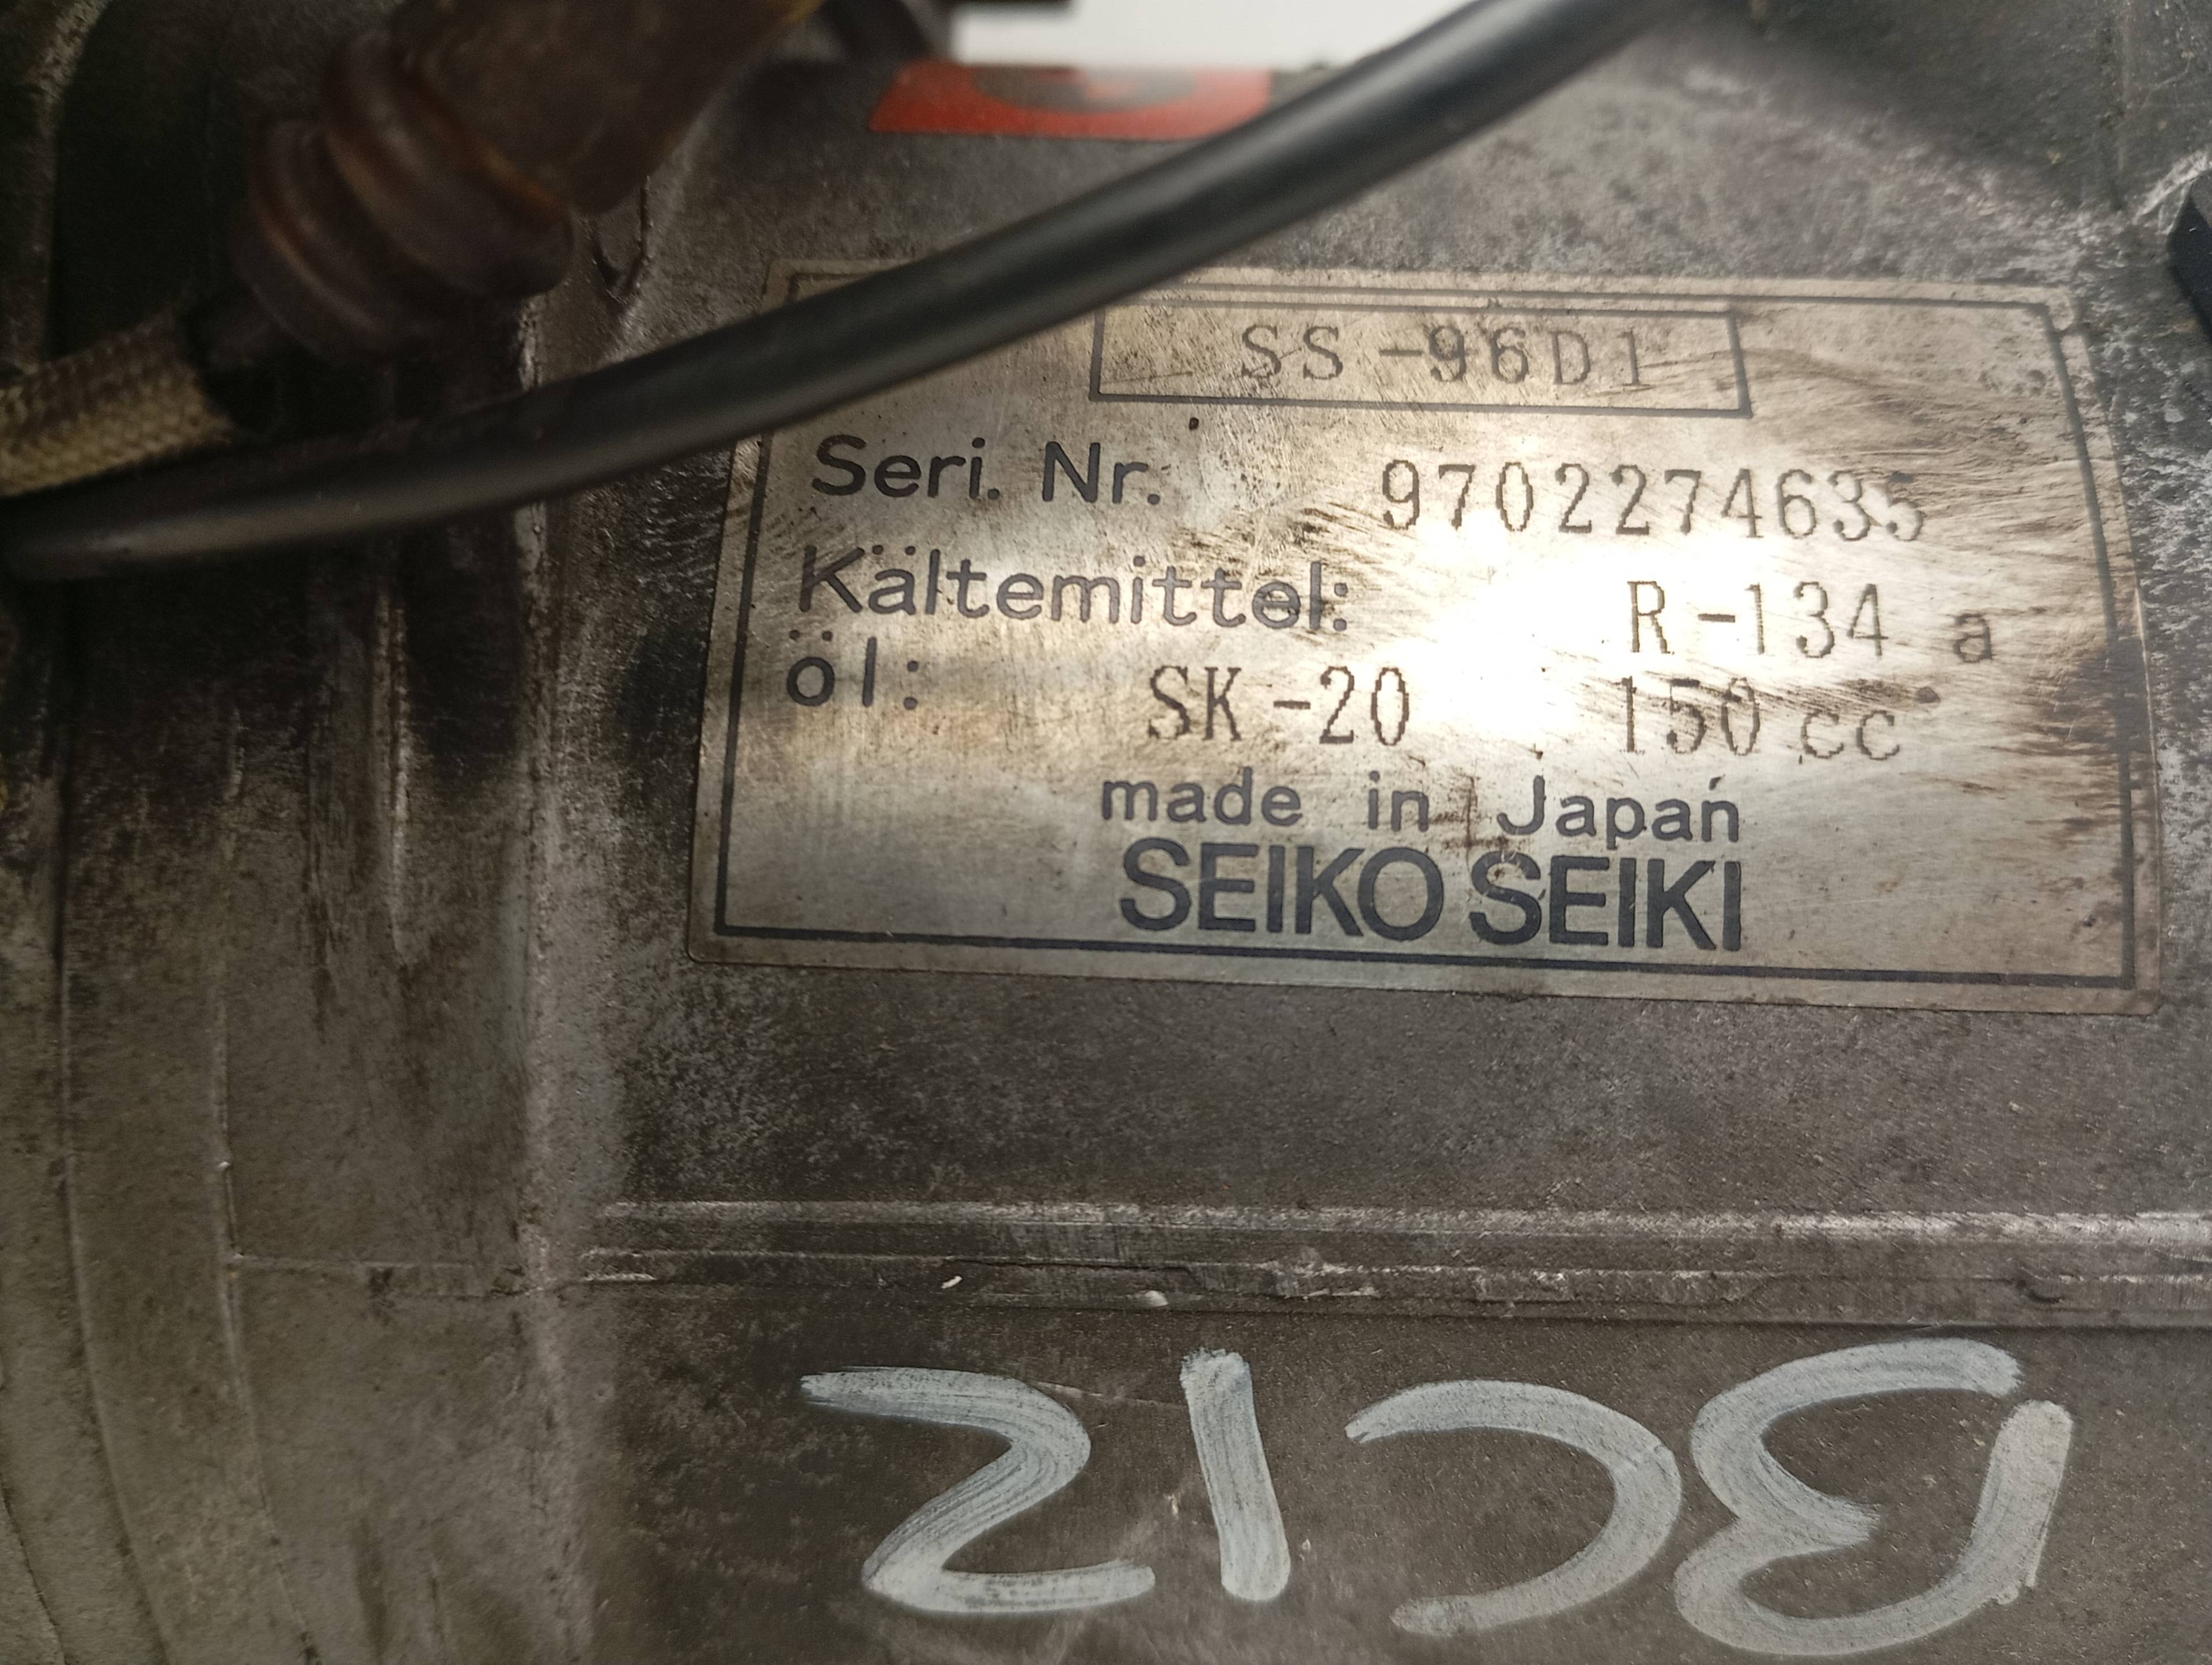 SS-96D1
Seri. Nr. 9702274635
Kältemittel: R-134 a
öl: SK-20 150 cc
made in Japan
SEIKO SEIKI
BC12